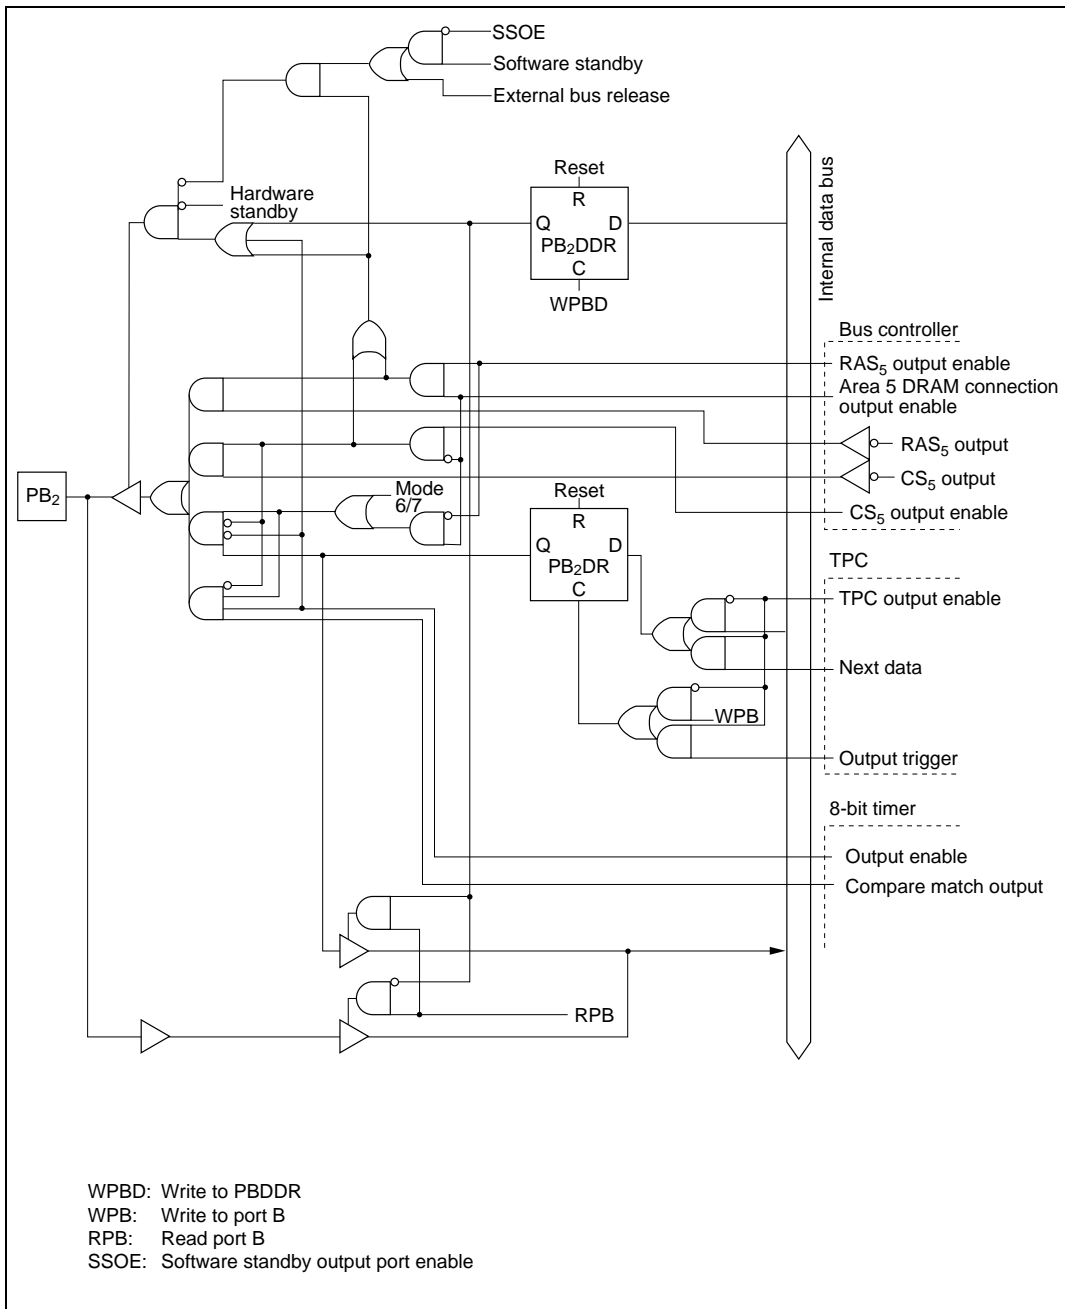 SSOE
Software standby
External bus release
Reset
R
Hardware
standby
Q D
PB₂DDR
C
WPBD
Internal data bus
Bus controller
RAS₅ output enable
Area 5 DRAM connection
output enable
RAS₅ output
CS₅ output
CS₅ output enable
PB₂
Mode
6/7
Reset
R
Q D
PB₂DR
C
TPC
TPC output enable
Next data
WPB
Output trigger
8-bit timer
Output enable
Compare match output
RPB
WPBD: Write to PBDDR
WPB: Write to port B
RPB: Read port B
SSOE: Software standby output port enable